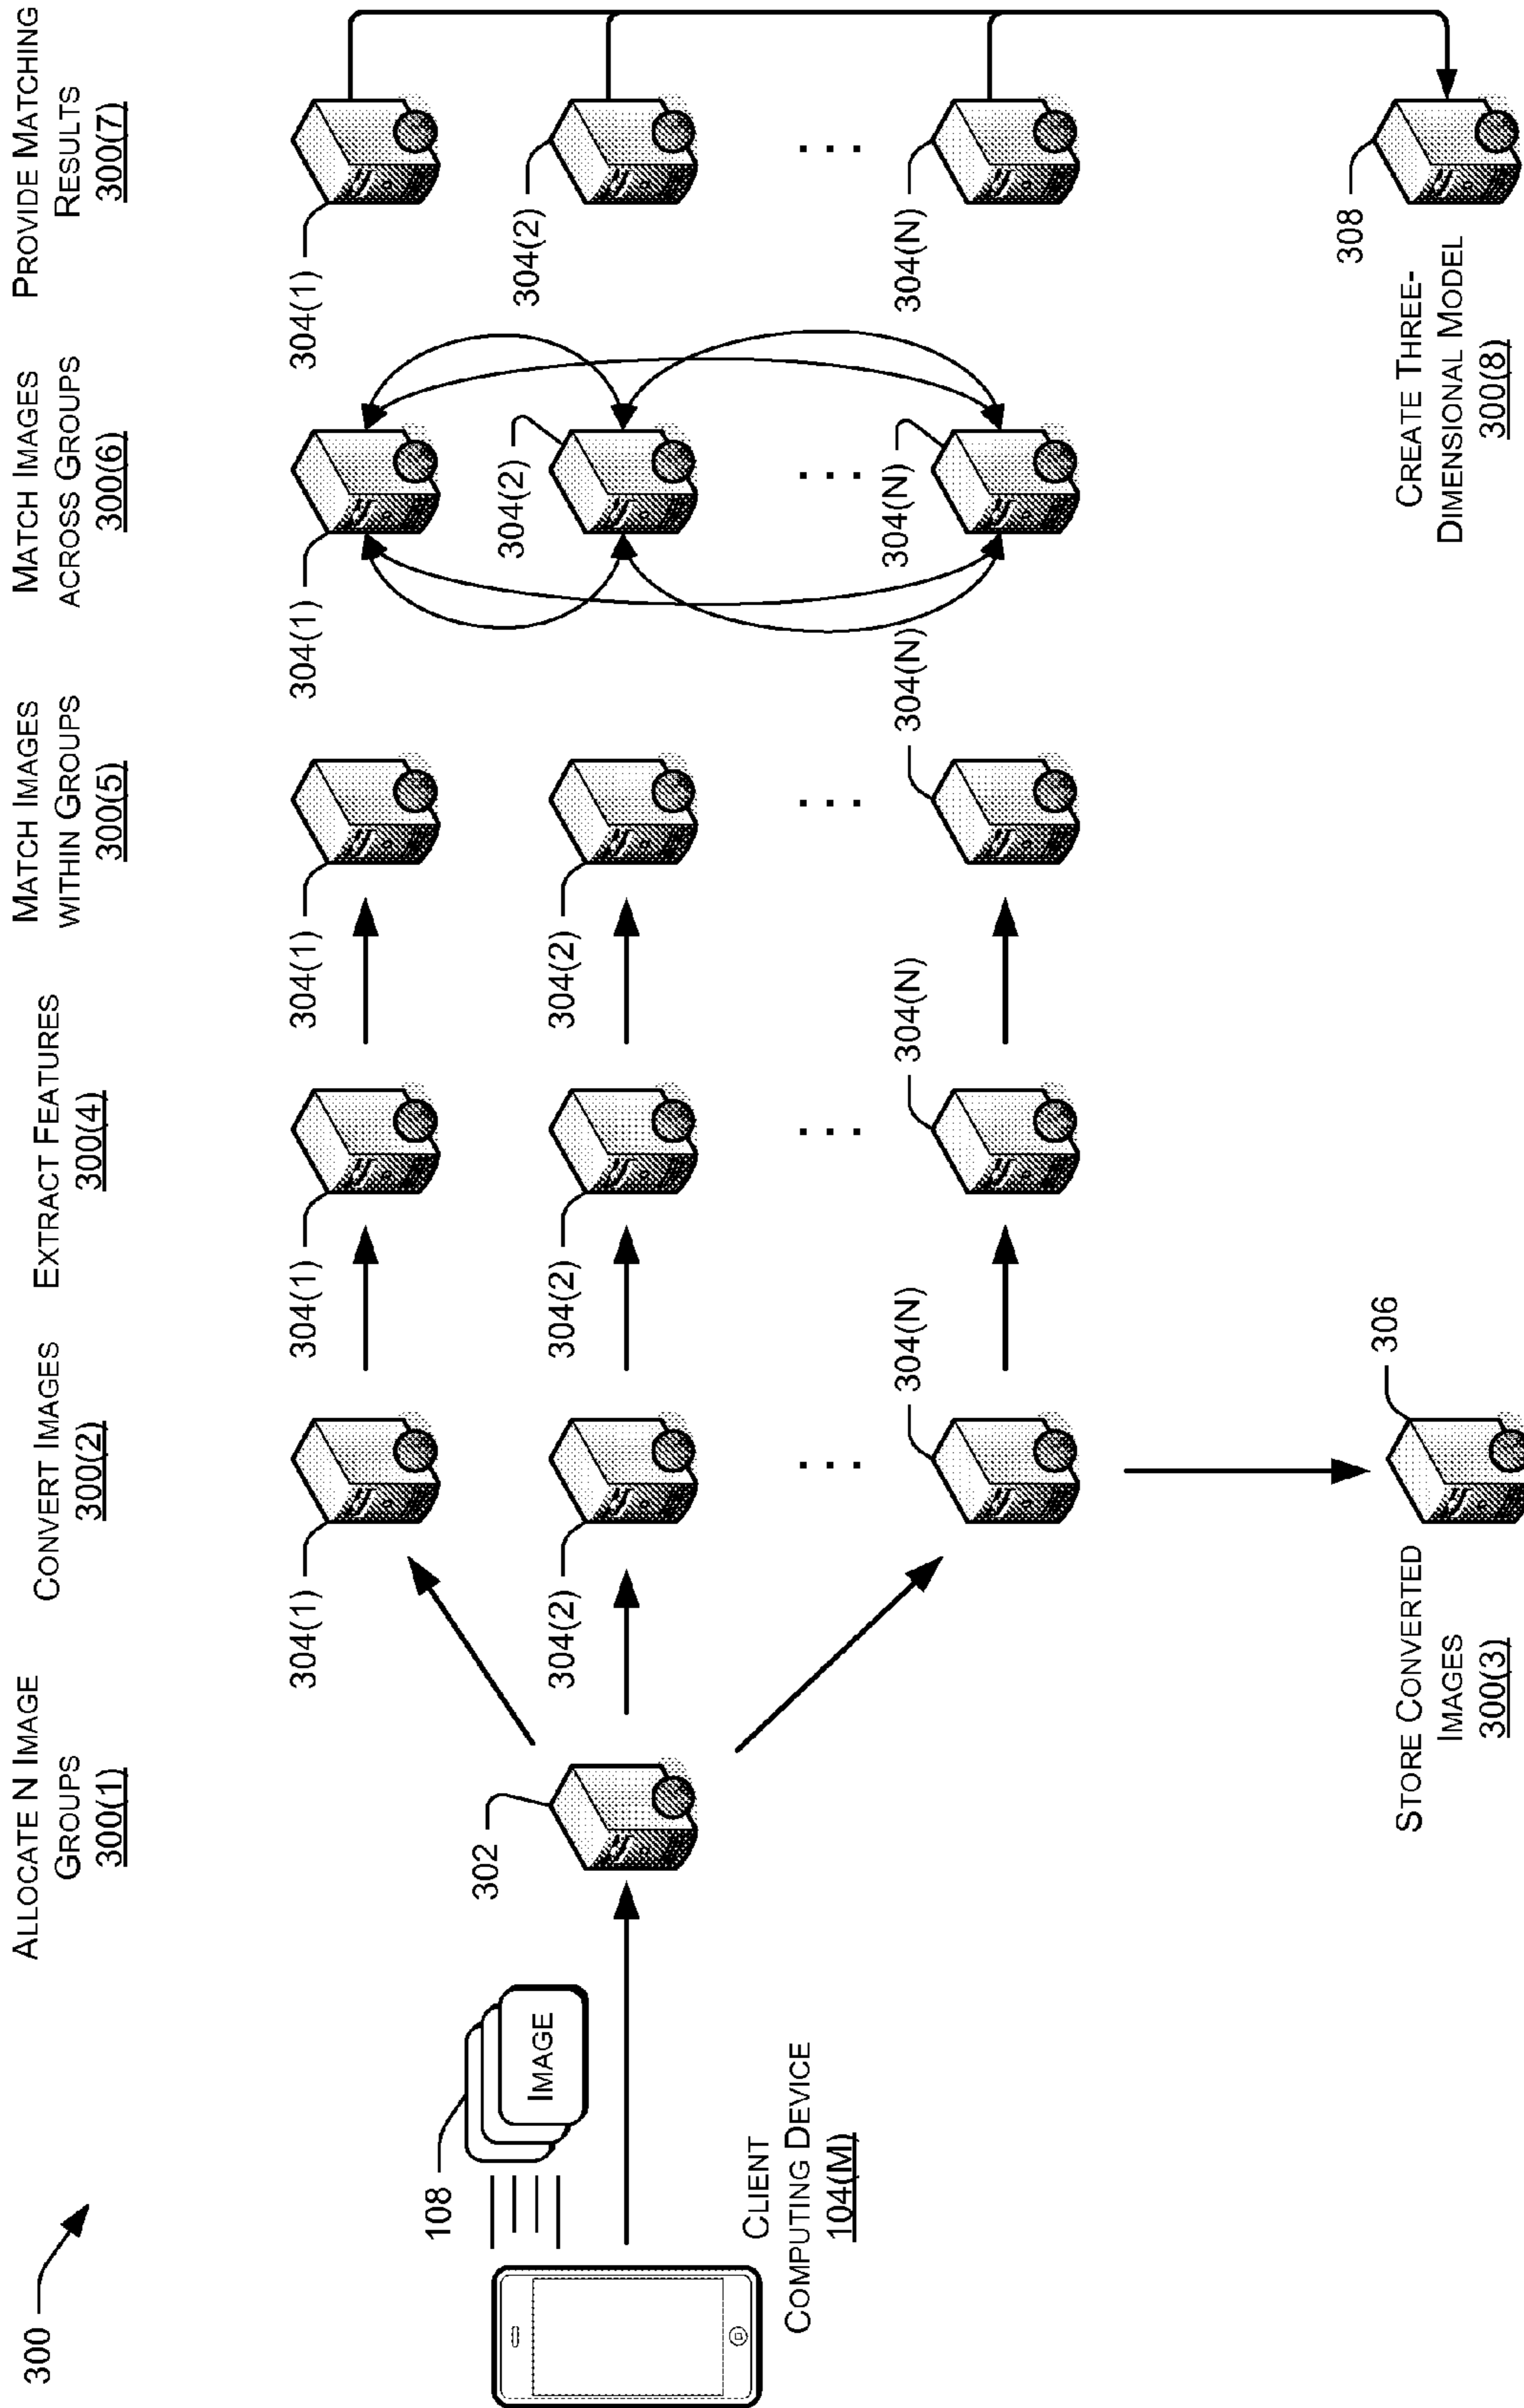 300
ALLOCATE N IMAGE
GROUPS
300(1)
CONVERT IMAGES
300(2)
EXTRACT FEATURES
300(4)
MATCH IMAGES
WITHIN GROUPS
300(5)
MATCH IMAGES
ACROSS GROUPS
300(6)
PROVIDE MATCHING
RESULTS
300(7)
304(1)
304(1)
304(1)
304(1)
304(1)
108
IMAGE
302
304(2)
304(2)
304(2)
304(2)
304(2)
. . .
. . .
. . .
. . .
. . .
CLIENT
COMPUTING DEVICE
104(M)
304(N)
304(N)
304(N)
304(N)
304(N)
STORE CONVERTED
IMAGES
300(3)
306
CREATE THREE-
DIMENSIONAL MODEL
300(8)
308